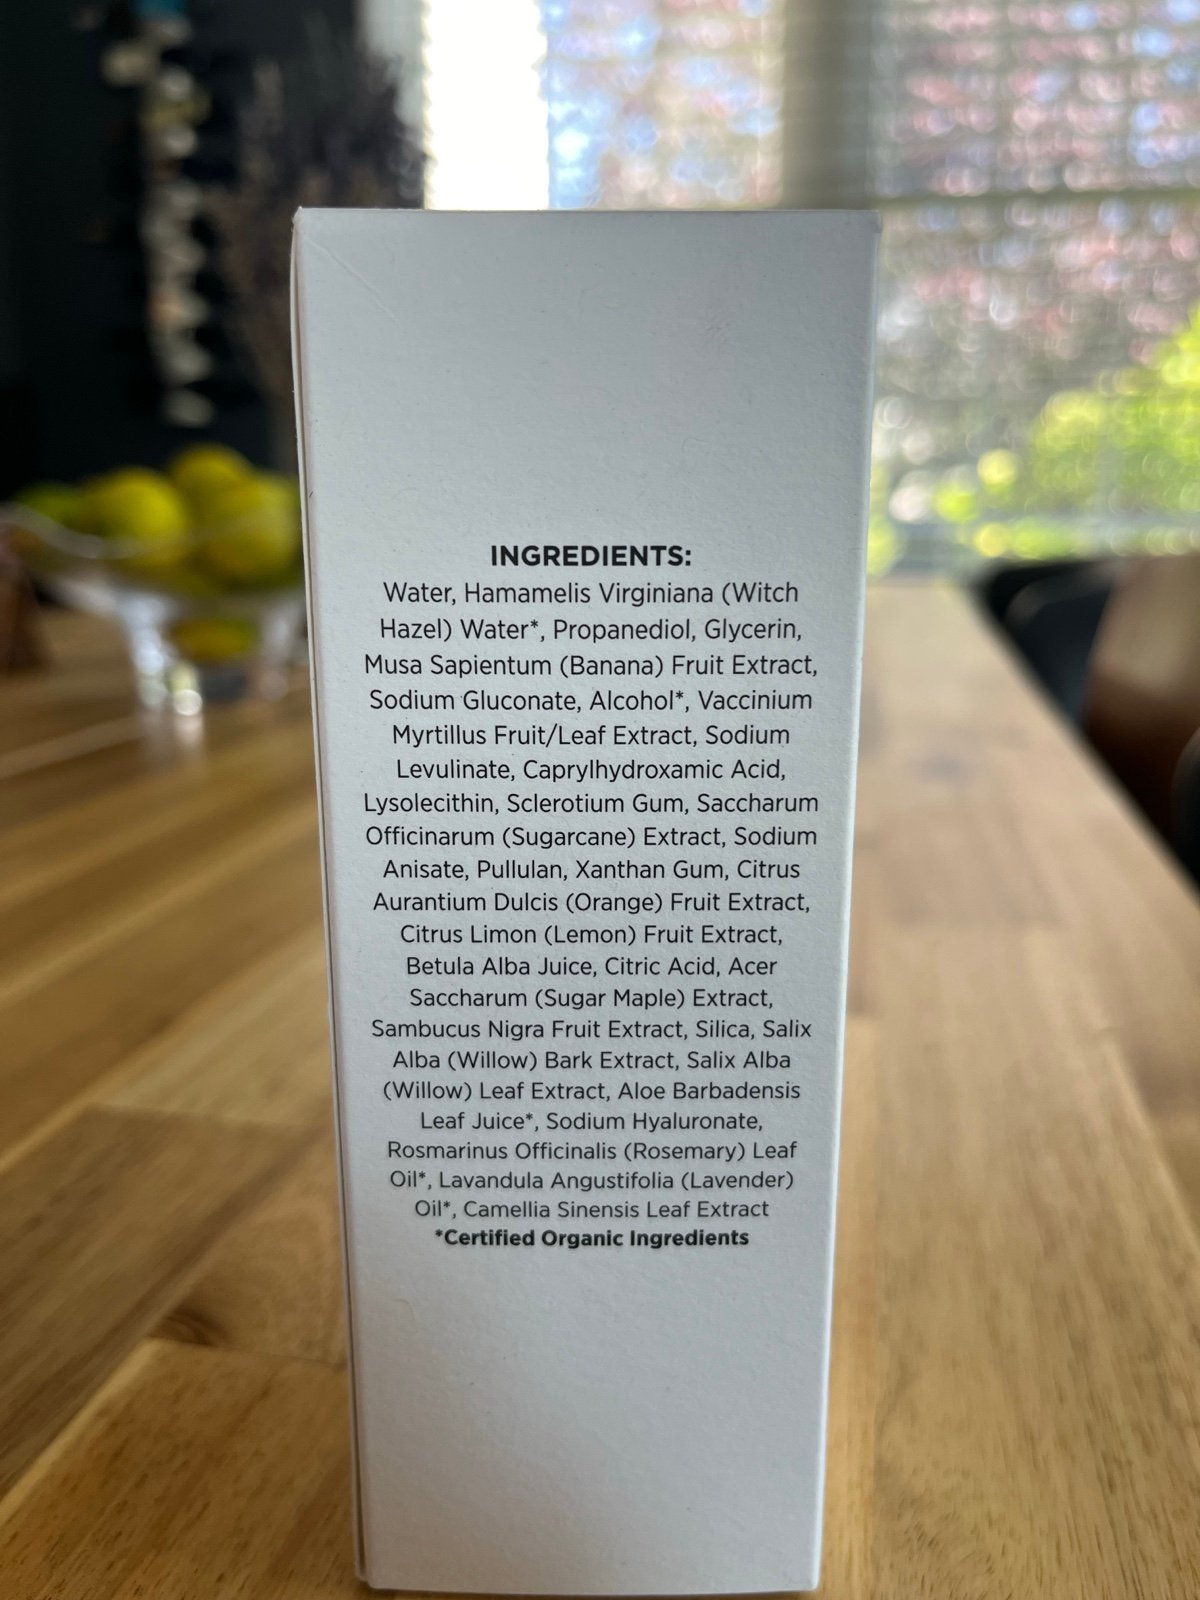 INGREDIENTS:
Water, Hamamelis Virginiana (Witch
Hazel) Water*, Propanediol, Glycerin,
Musa Sapientum (Banana) Fruit Extract,
Sodium Gluconate, Alcohol*, Vaccinium
Myrtillus Fruit/Leaf Extract, Sodium
Levulinate, Caprylhydroxamic Acid,
Lysolecithin, Sclerotium Gum, Saccharum
Officinarum (Sugarcane) Extract, Sodium
Anisate, Pullulan, Xanthan Gum, Citrus
Aurantium Dulcis (Orange) Fruit Extract,
Citrus Limon (Lemon) Fruit Extract,
Betula Alba Juice, Citric Acid, Acer
Saccharum (Sugar Maple) Extract,
Sambucus Nigra Fruit Extract, Silica, Salix
Alba (Willow) Bark Extract, Salix Alba
(Willow) Leaf Extract, Aloe Barbadensis
Leaf Juice*, Sodium Hyaluronate,
Rosmarinus Officinalis (Rosemary) Leaf
Oil*, Lavandula Angustifolia (Lavender)
Oil*, Camellia Sinensis Leaf Extract
*Certified Organic Ingredients